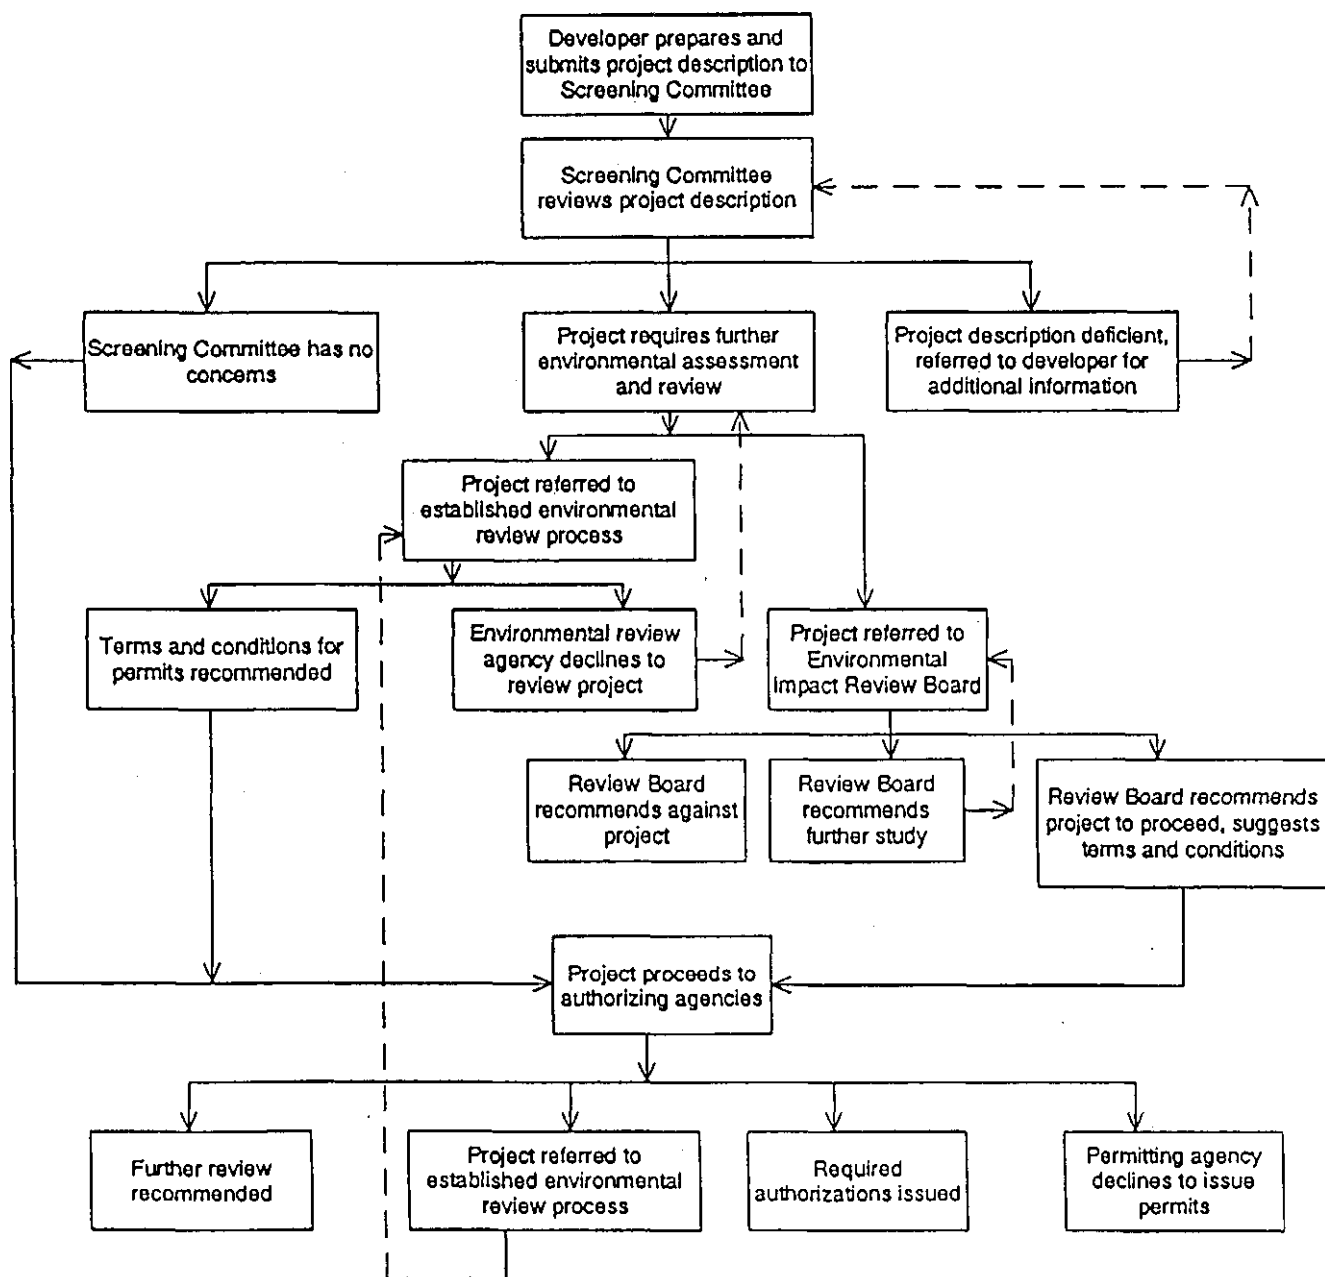 Developer prepares and
submits project description to
Screening Committee
Screening Committee
reviews project description
Screening Committee has no
concerns
Project requires further
environmental assessment
and review
Project description deficient,
referred to developer for
additional information
Project referred to
established environmental
review process
Terms and conditions for
permits recommended
Environmental review
agency declines to
review project
Project referred to
Environmental
Impact Review Board
Review Board
recommends against
project
Review Board
recommends
further study
Review Board recommends
project to proceed, suggests
terms and conditions
Project proceeds to
authorizing agencies
Further review
recommended
Project referred to
established environmental
review process
Required
authorizations issued
Permitting agency
declines to issue
permits